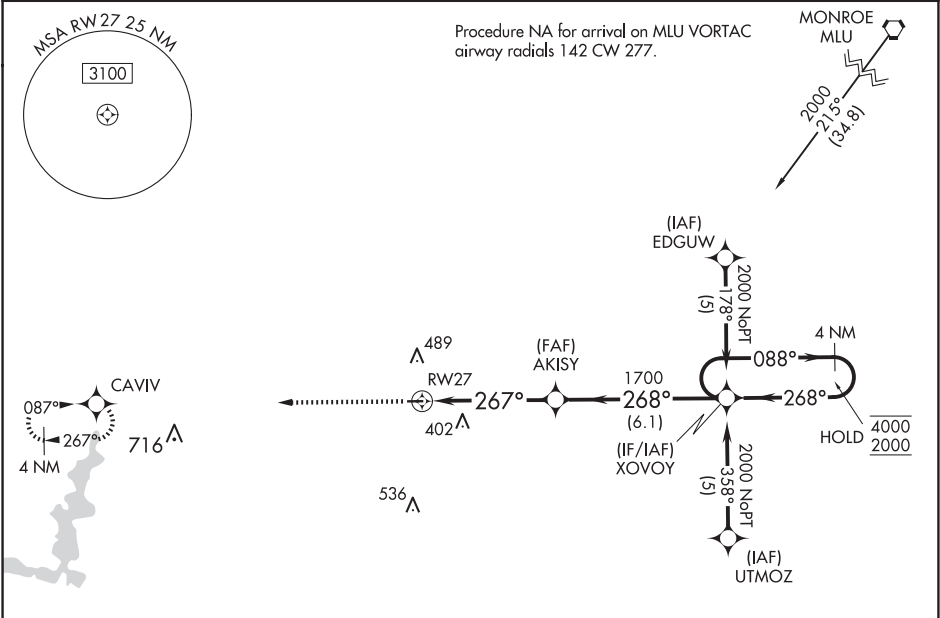 MSA RW27 25 NM
3100
Procedure NA for arrival on MLU VORTAC
airway radials 142 CW 277.
MONROE
MLU
2000
215°
(34.8)
(IAF)
EDGUW
2000 NoPT
178°
(5)
4 NM
088°
489
(FAF)
AKISY
RW27
1700
CAVIV
087°
267°
268°
268°
(6.1)
402
4000
HOLD
2000
267°
716
4 NM
(IF/IAF)
XOVOY
2000 NoPT
358°
(5)
536
(IAF)
UTMOZ